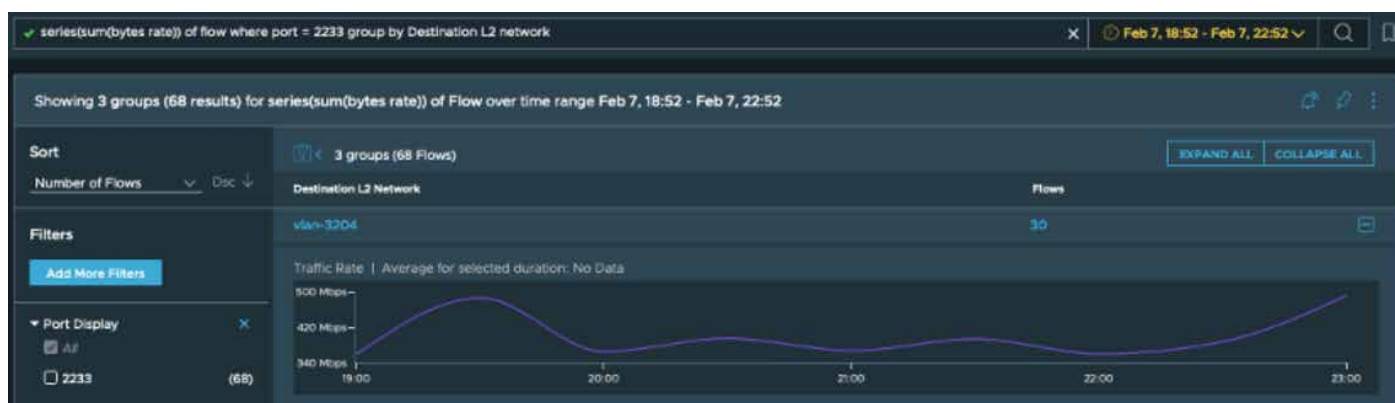 series(sum(bytes rate)) of flow where port = 2233 group by Destination L2 network
Feb 7, 18:52 - Feb 7, 22:52
Showing 3 groups (68 results) for series(sum(bytes rate)) of Flow over time range Feb 7, 18:52 - Feb 7, 22:52
Sort
Number of Flows Dsc
3 groups (68 Flows)
EXPAND ALL COLLAPSE ALL
Destination L2 Network Flows
vlan-3204 30
Filters
Add More Filters
Port Display
All
2233 (68)
Traffic Rate | Average for selected duration: No Data
500 Mbps
420 Mbps
340 Mbps
19:00 20:00 21:00 22:00 23:00